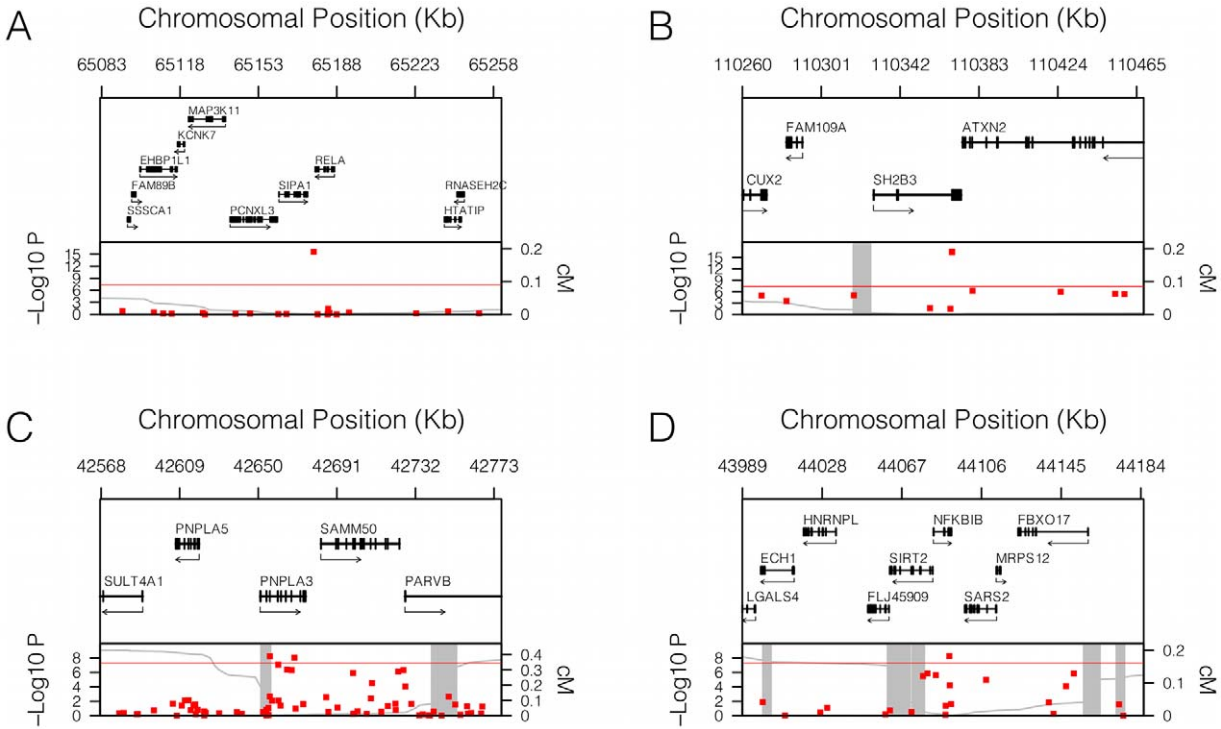 A
Chromosomal Position (Kb)
65083 65118 65153 65188 65223 65258
MAP3K11
KCNK7
EHBP1L1 RELA
FAM89B SIPA1 RNASEH2C
SSSCA1 PCNXL3 HTATIP
−Log10 P
15
12
9
6
3
0
0.2
0.1
0
cM
B
Chromosomal Position (Kb)
110260 110301 110342 110383 110424 110465
FAM109A ATXN2
CUX2 SH2B3
−Log10 P
15
12
9
6
3
0
0.2
0.1
0
cM
C
Chromosomal Position (Kb)
42568 42609 42650 42691 42732 42773
PNPLA5 SAMM50
SULT4A1 PNPLA3 PARVB
−Log10 P
8
6
4
2
0
0.4
0.3
0.2
0.1
0
cM
D
Chromosomal Position (Kb)
43989 44028 44067 44106 44145 44184
HNRNPL NFKBIB FBXO17
ECH1 SIRT2 MRPS12
LGALS4 FLJ45909 SARS2
−Log10 P
8
6
4
2
0
0.2
0.1
0
cM